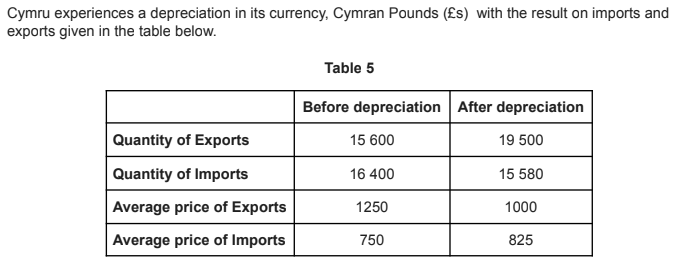 Cymru experiences a depreciation in its currency, Cymran Pounds (£s) with the result on imports and
exports given in the table below.
Table 5
Before depreciation After depreciation
Quantity of Exports 15 600 19 500
Quantity of Imports 16 400 15 580
Average price of Exports 1250 1000
Average price of Imports 750 825